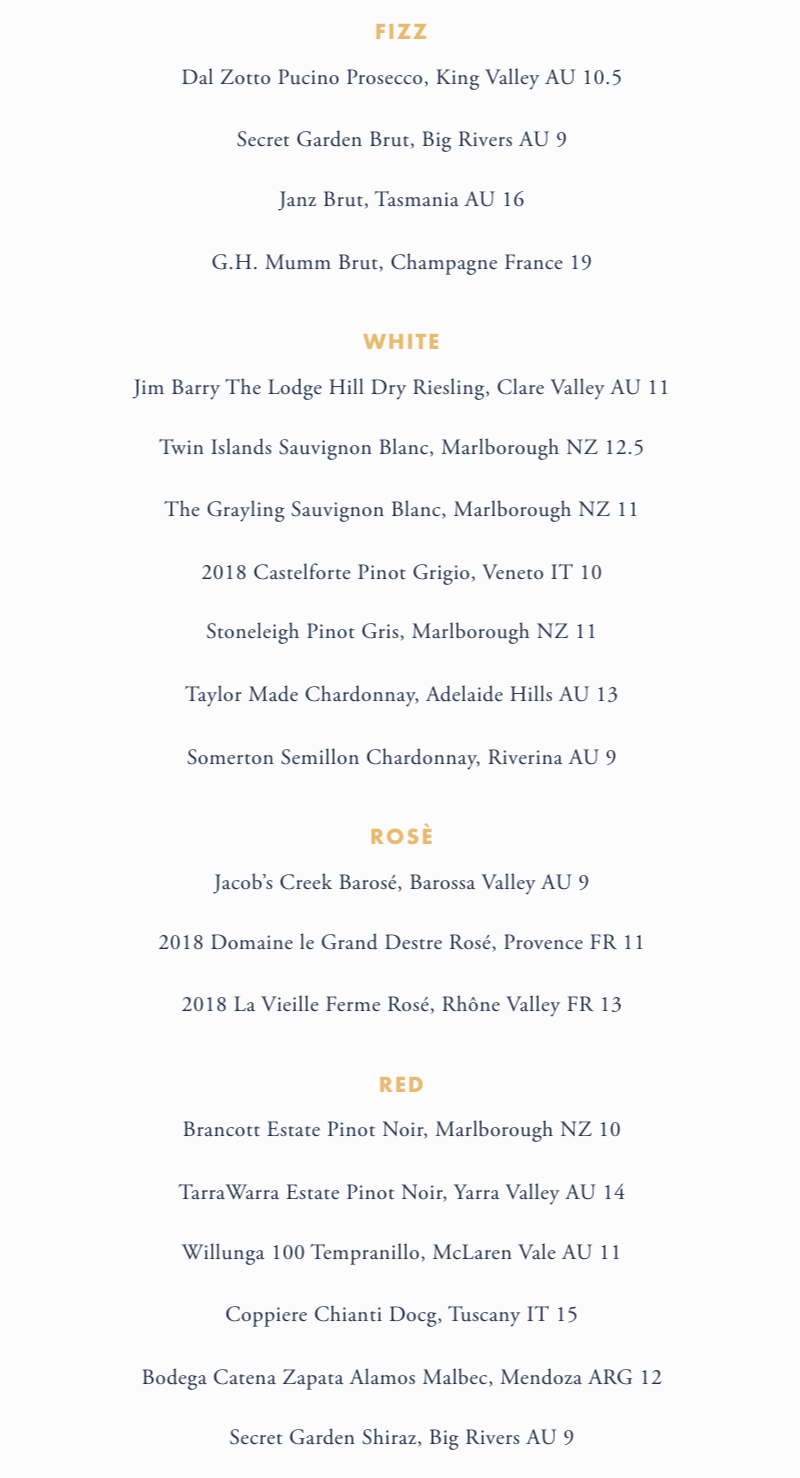 FIZZ
Dal Zotto Pucino Prosecco, King Valley AU 10.5
Secret Garden Brut, Big Rivers AU 9
Janz Brut, Tasmania AU 16
G.H. Mumm Brut, Champagne France 19
WHITE
Jim Barry The Lodge Hill Dry Riesling, Clare Valley AU 11
Twin Islands Sauvignon Blanc, Marlborough NZ 12.5
The Grayling Sauvignon Blanc, Marlborough NZ 11
2018 Castelforte Pinot Grigio, Veneto IT 10
Stoneleigh Pinot Gris, Marlborough NZ 11
Taylor Made Chardonnay, Adelaide Hills AU 13
Somerton Semillon Chardonnay, Riverina AU 9
ROSÈ
Jacob’s Creek Barosé, Barossa Valley AU 9
2018 Domaine le Grand Destre Rosé, Provence FR 11
2018 La Vieille Ferme Rosé, Rhône Valley FR 13
RED
Brancott Estate Pinot Noir, Marlborough NZ 10
TarraWarra Estate Pinot Noir, Yarra Valley AU 14
Willunga 100 Tempranillo, McLaren Vale AU 11
Coppiere Chianti Docg, Tuscany IT 15
Bodega Catena Zapata Alamos Malbec, Mendoza ARG 12
Secret Garden Shiraz, Big Rivers AU 9